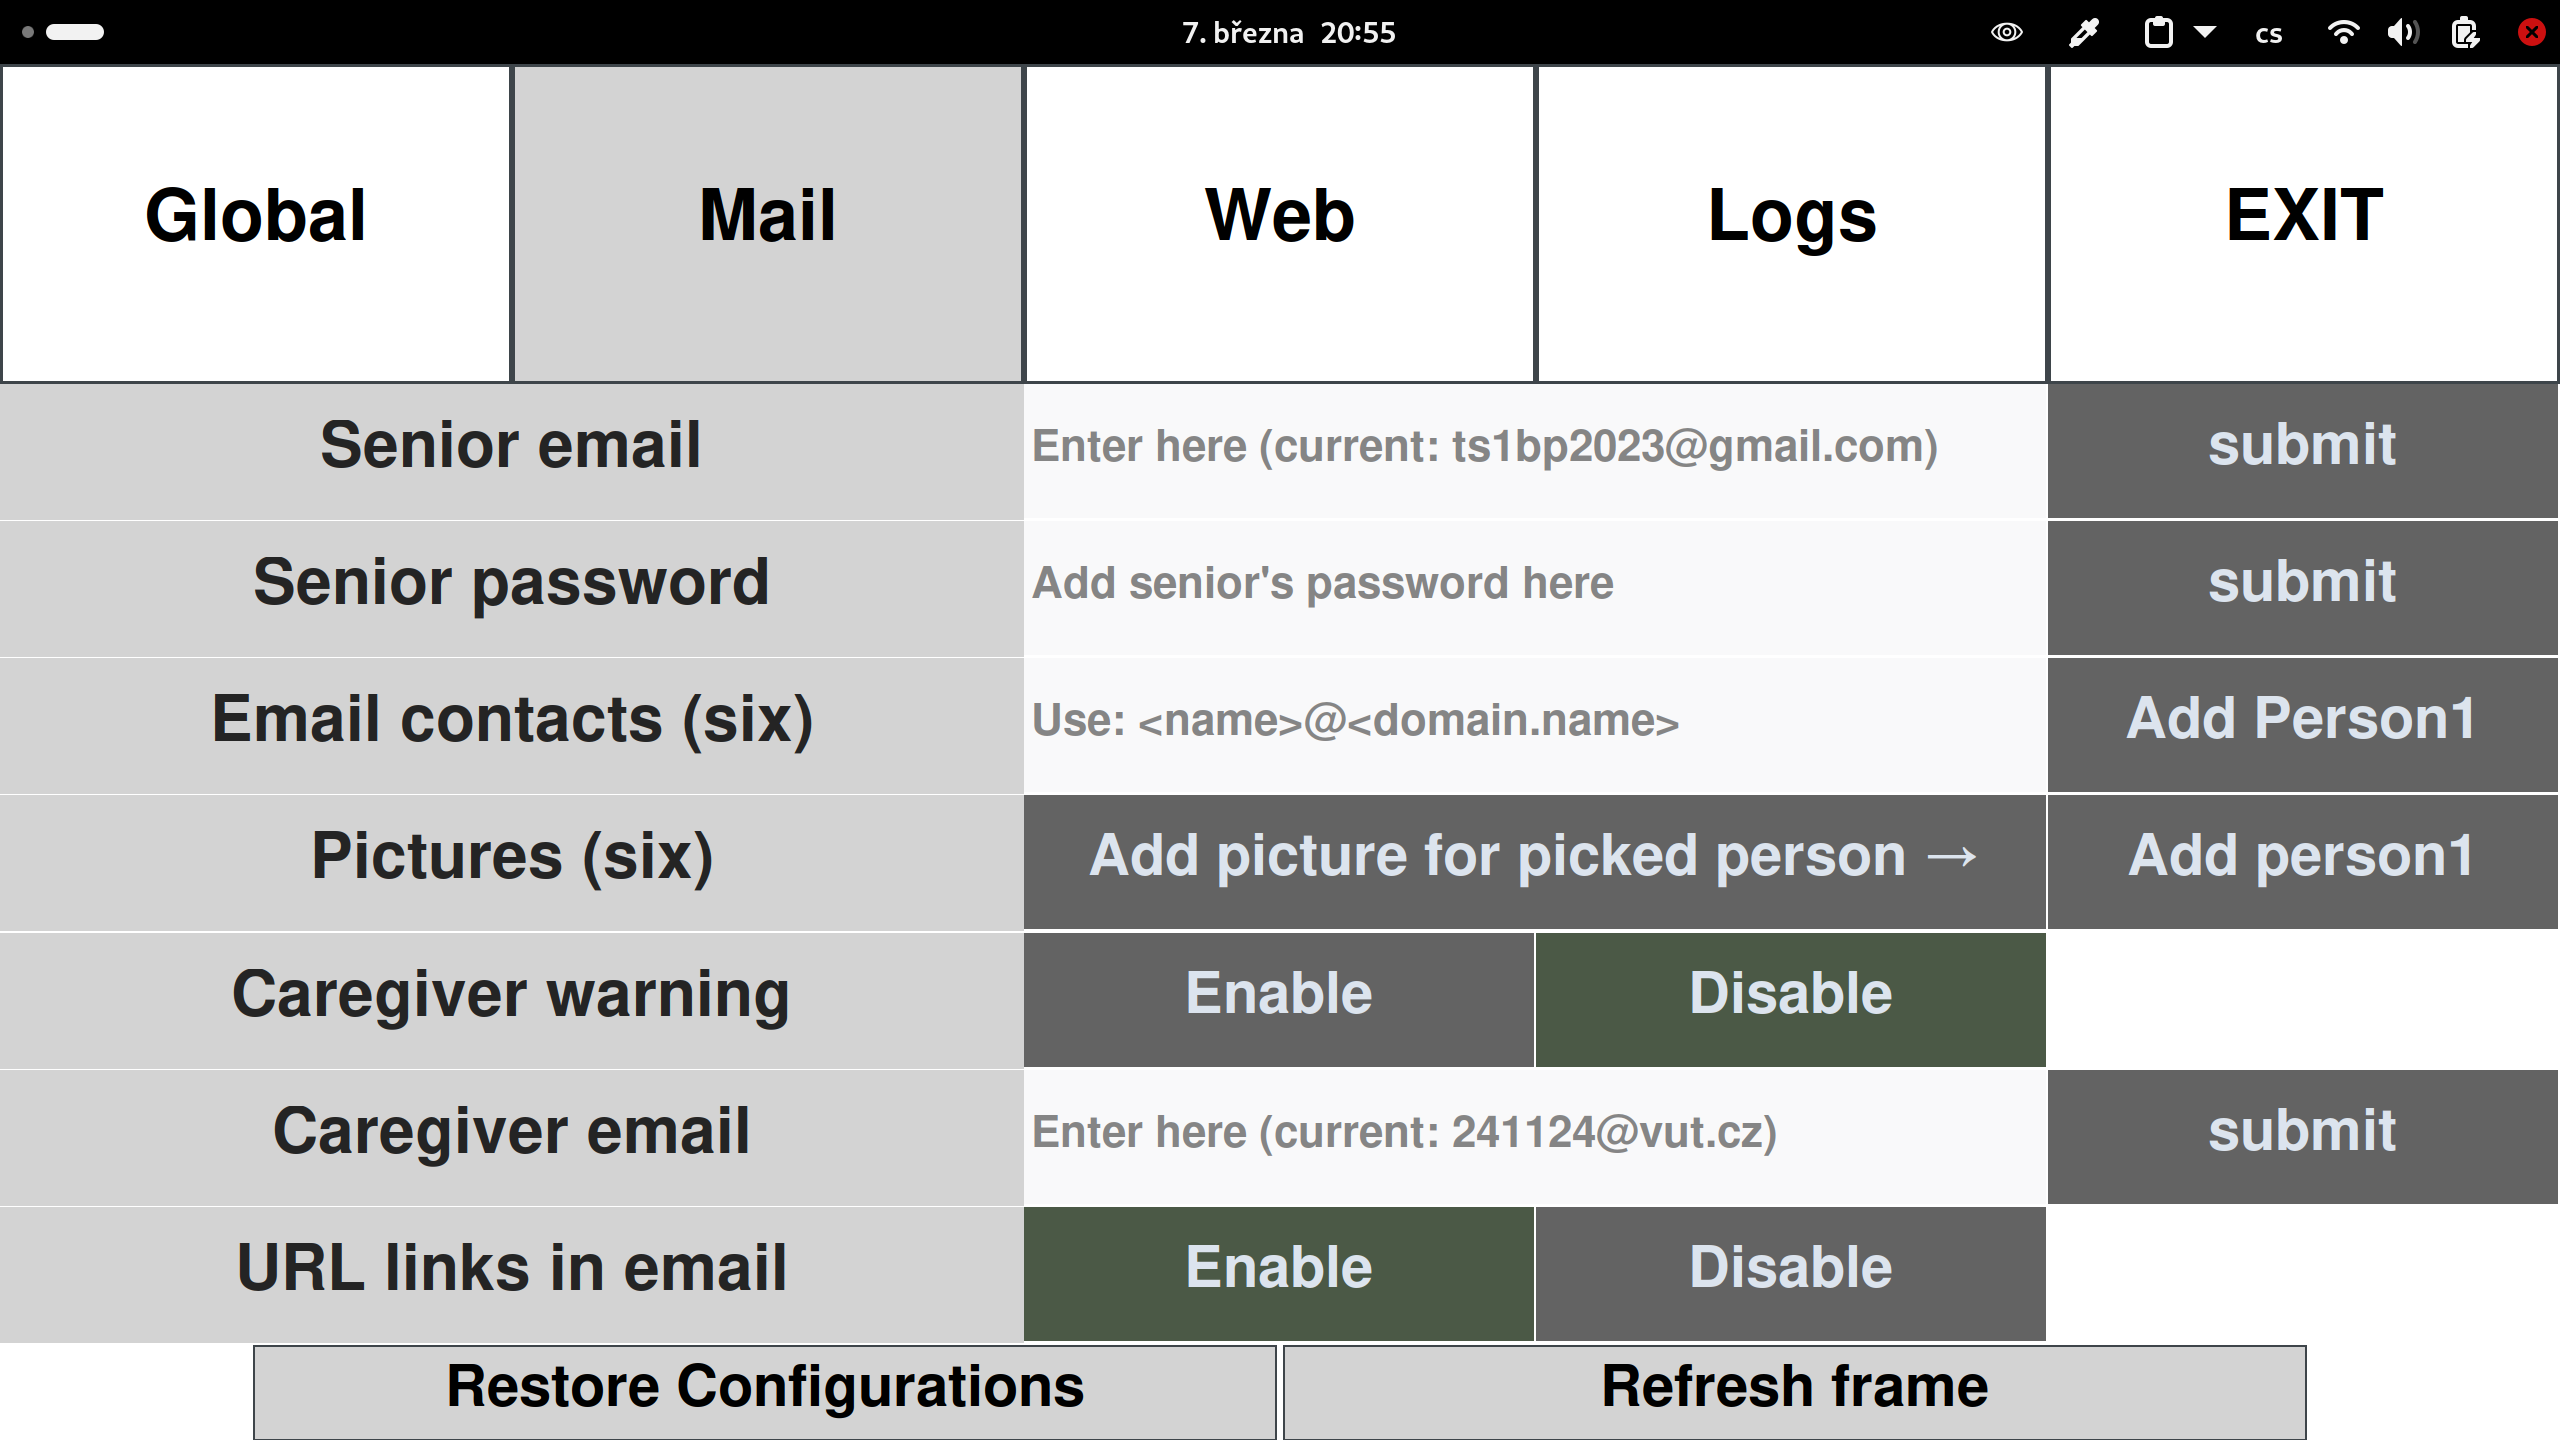 7. března 20:55
cs
Global Mail Web Logs EXIT
Senior email Enter here (current: ts1bp2023@gmail.com) submit
Senior password Add senior's password here submit
Email contacts (six) Use: <name>@<domain.name> Add Person1
Pictures (six) Add picture for picked person → Add person1
Caregiver warning Enable Disable
Caregiver email Enter here (current: 241124@vut.cz) submit
URL links in email Enable Disable
Restore Configurations Refresh frame